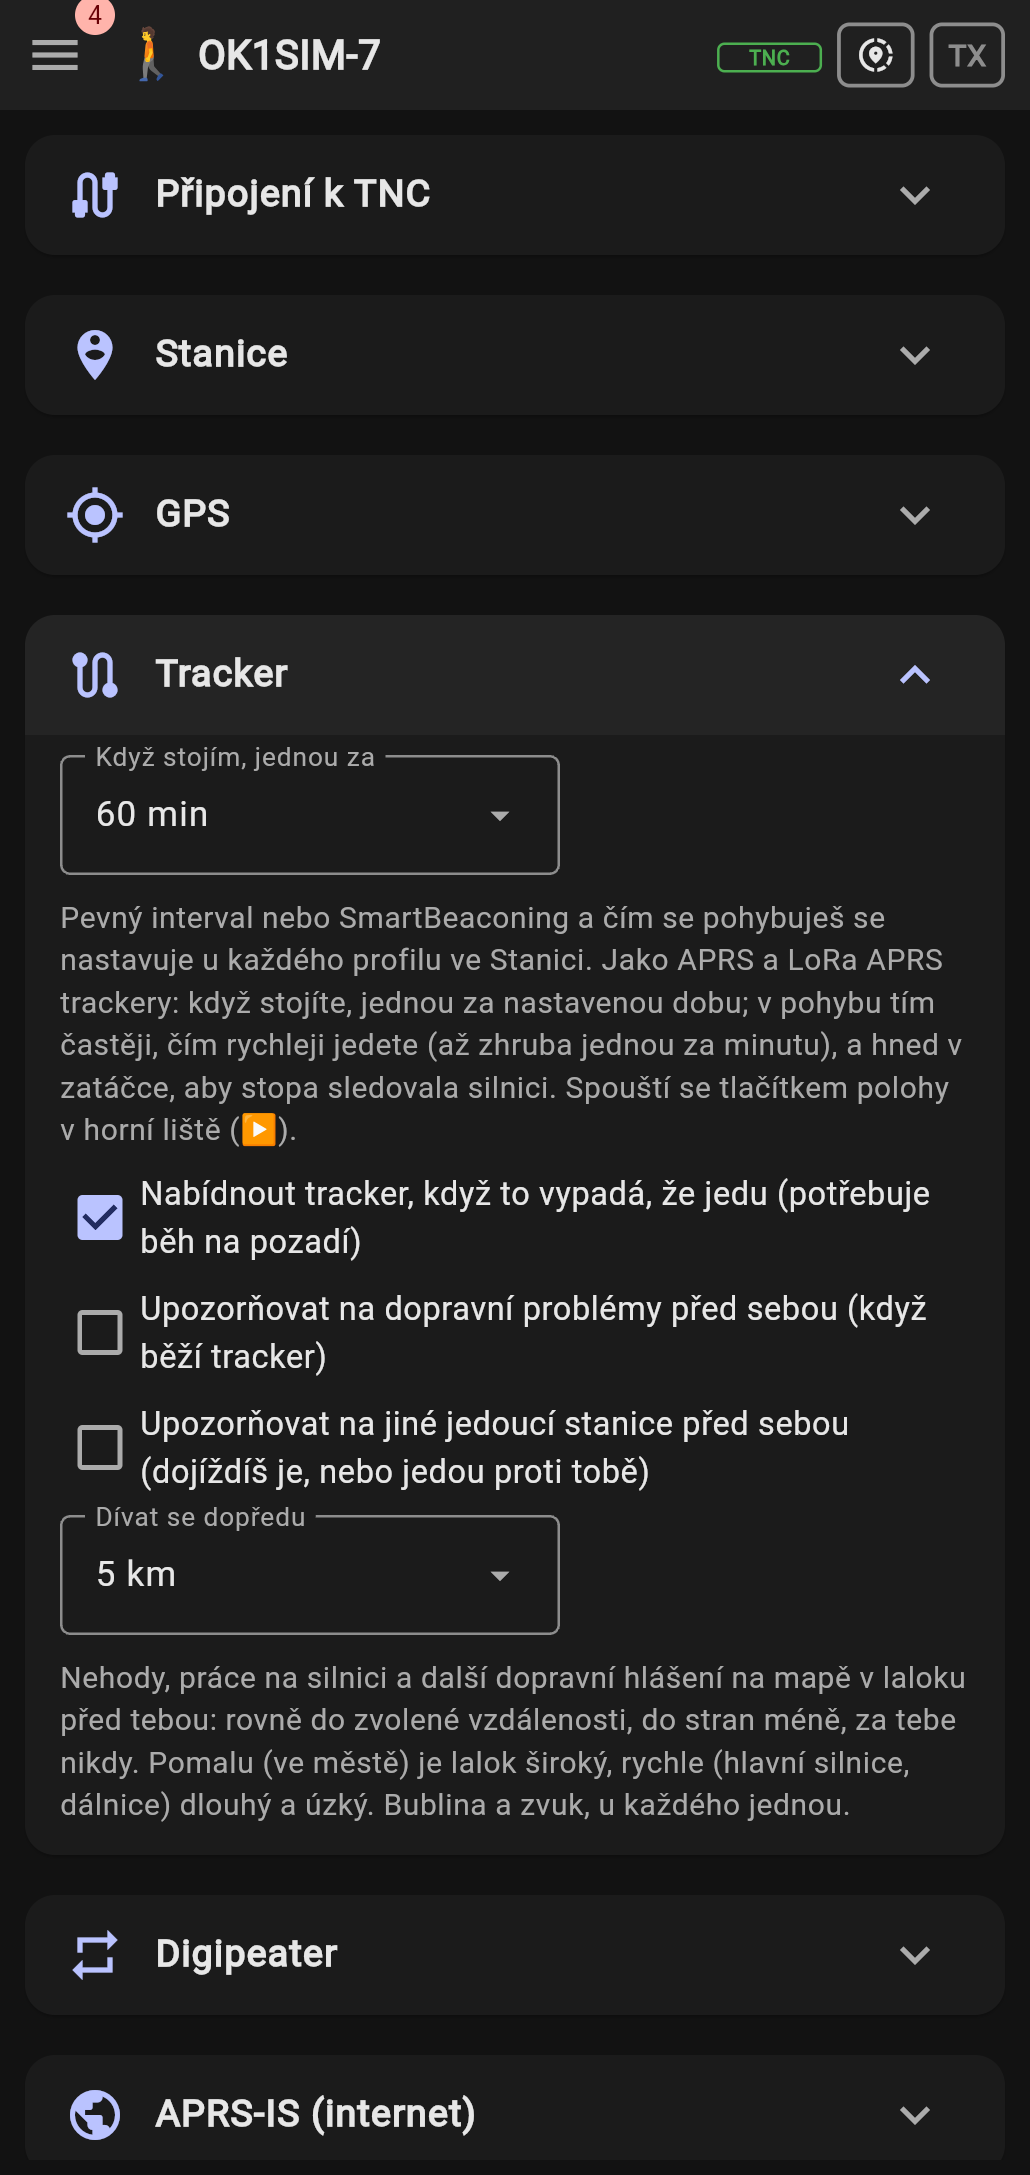 4
OK1SIM-7
TNC
TX
Připojení k TNC
Stanice
GPS
Tracker
Když stojím, jednou za
60 min
Pevný interval nebo SmartBeaconing a čím se pohybuješ se
nastavuje u každého profilu ve Stanici. Jako APRS a LoRa APRS
trackery: když stojíte, jednou za nastavenou dobu; v pohybu tím
častěji, čím rychleji jedete (až zhruba jednou za minutu), a hned v
zatáčce, aby stopa sledovala silnici. Spouští se tlačítkem polohy
v horní liště (▶️).
Nabídnout tracker, když to vypadá, že jedu (potřebuje
běh na pozadí)
Upozorňovat na dopravní problémy před sebou (když
běží tracker)
Upozorňovat na jiné jedoucí stanice před sebou
(dojíždíš je, nebo jedou proti tobě)
Dívat se dopředu
5 km
Nehody, práce na silnici a další dopravní hlášení na mapě v laloku
před tebou: rovně do zvolené vzdálenosti, do stran méně, za tebe
nikdy. Pomalu (ve městě) je lalok široký, rychle (hlavní silnice,
dálnice) dlouhý a úzký. Bublina a zvuk, u každého jednou.
Digipeater
APRS-IS (internet)